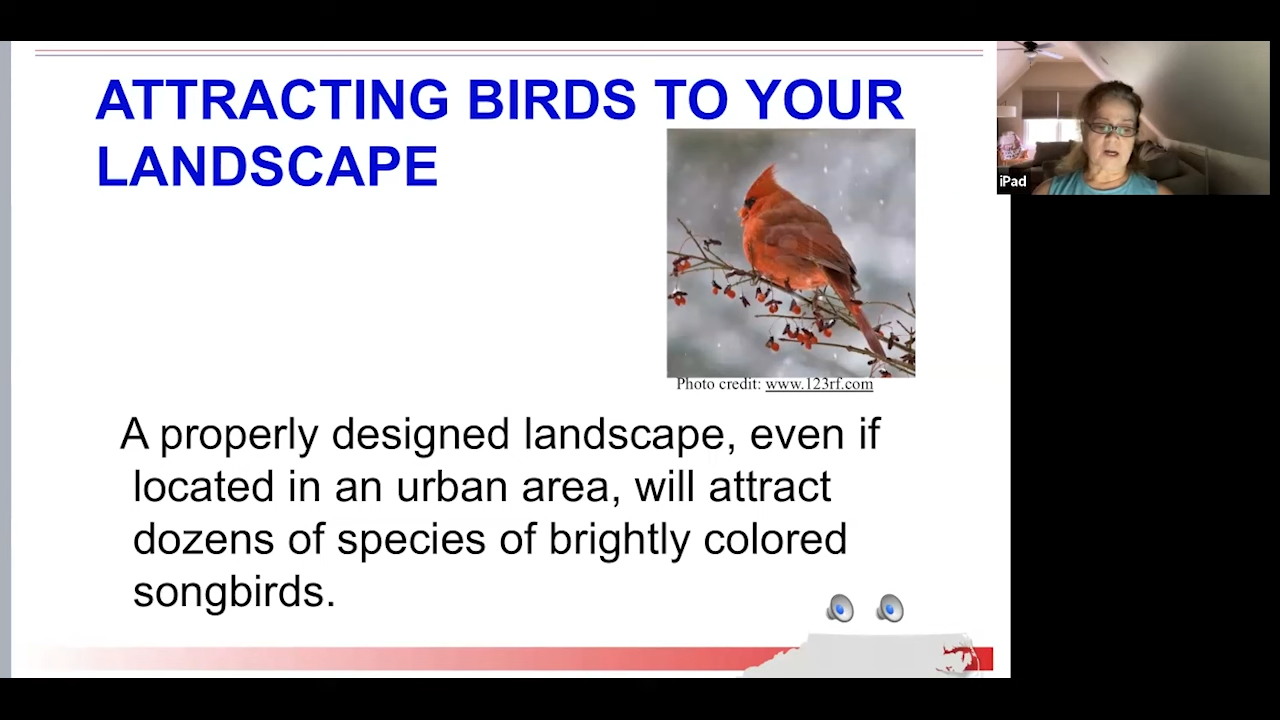 ATTRACTING BIRDS TO YOUR
LANDSCAPE
iPad
Photo credit: www.123rf.com
A properly designed landscape, even if
located in an urban area, will attract
dozens of species of brightly colored
songbirds.